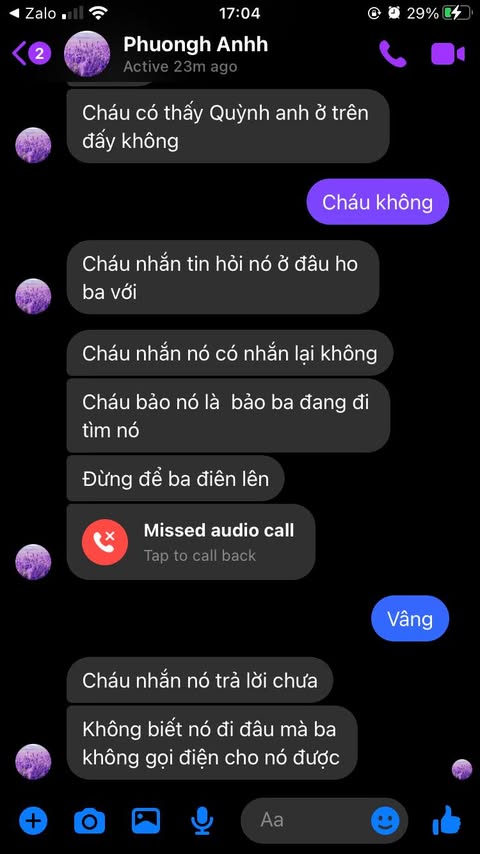 Zalo
17:04
29%
2
Phuongh Anhh
Active 23m ago
Cháu có thấy Quỳnh anh ở trên
đấy không
Cháu không
Cháu nhắn tin hỏi nó ở đâu ho
ba với
Cháu nhắn nó có nhắn lại không
Cháu bảo nó là  bảo ba đang đi
tìm nó
Đừng để ba điên lên
Missed audio call
Tap to call back
Vâng
Cháu nhắn nó trả lời chưa
Không biết nó đi đâu mà ba
không gọi điện cho nó được
Aa